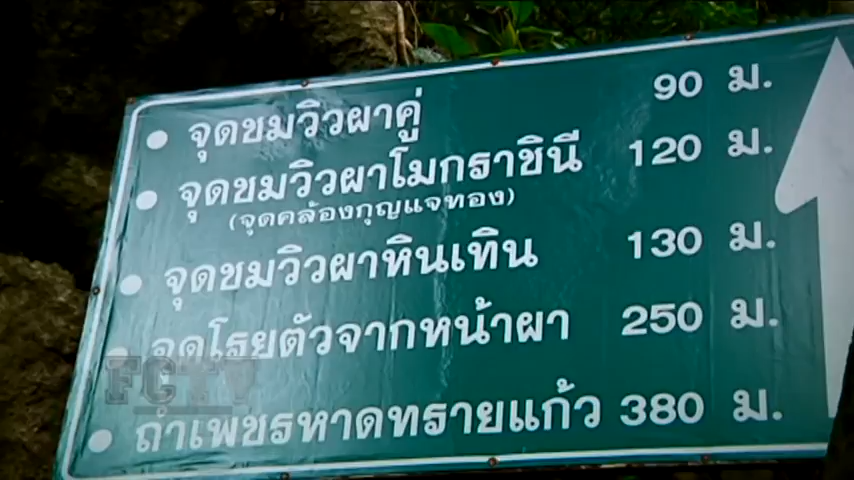 จุดชมวิวผาคู่ 90 ม.
จุดชมวิวผาโมกราชินี 120 ม.
(จุดคล้องกุญแจทอง)
จุดชมวิวผาหินเทิน 130 ม.
จุดโรยตัวจากหน้าผา 250 ม.
FCTV
ถ้ำเพชรหาดทรายแก้ว 380 ม.